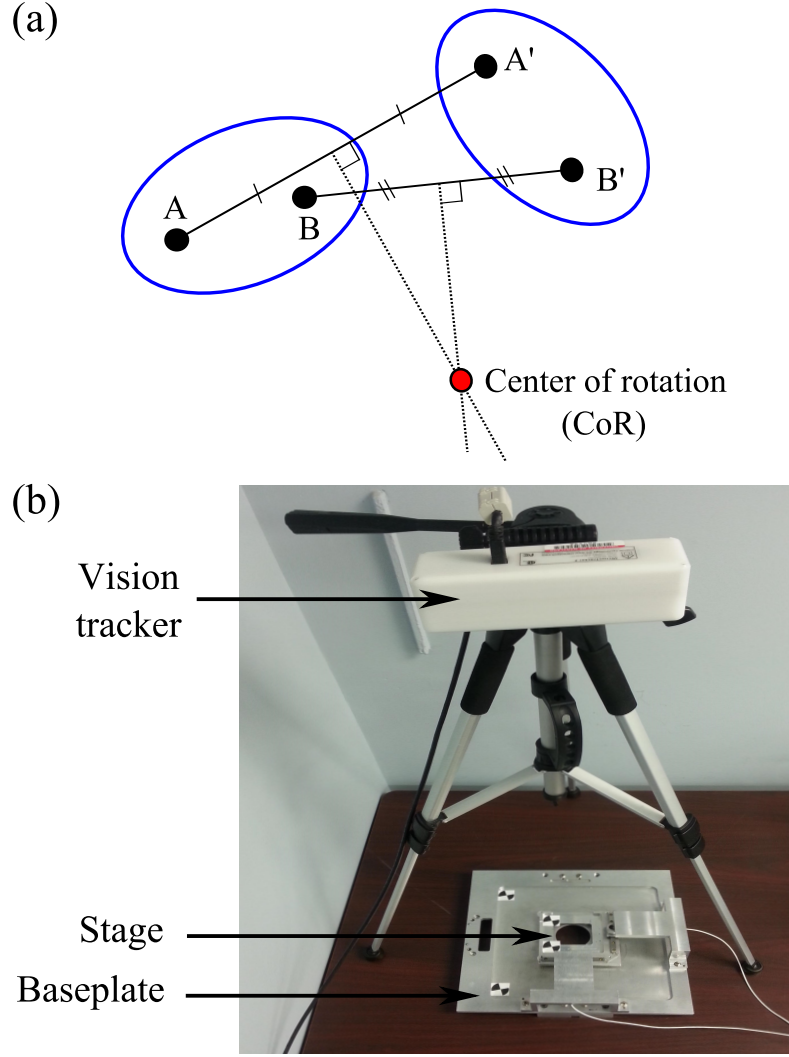 (a)
A'
A
B
B'
Center of rotation
(CoR)
(b)
Vision
tracker
Stage
Baseplate